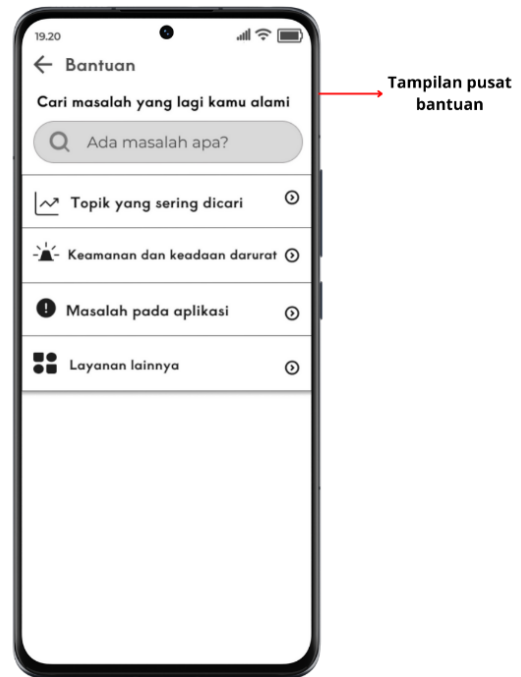 19.20
Bantuan
Cari masalah yang lagi kamu alami
Ada masalah apa?
Topik yang sering dicari
Keamanan dan keadaan darurat
Masalah pada aplikasi
Layanan lainnya
Tampilan pusat
bantuan